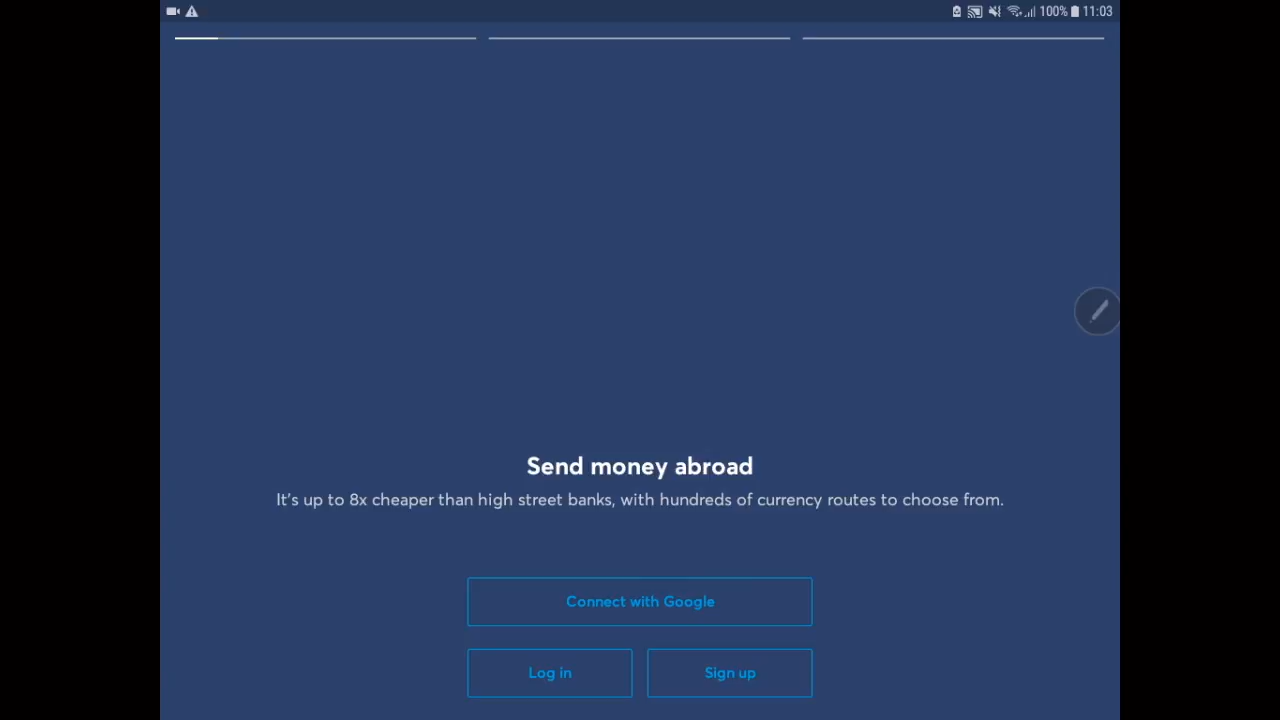 100% 11:03
Send money abroad
It's up to 8x cheaper than high street banks, with hundreds of currency routes to choose from.
Connect with Google
Log in
Sign up